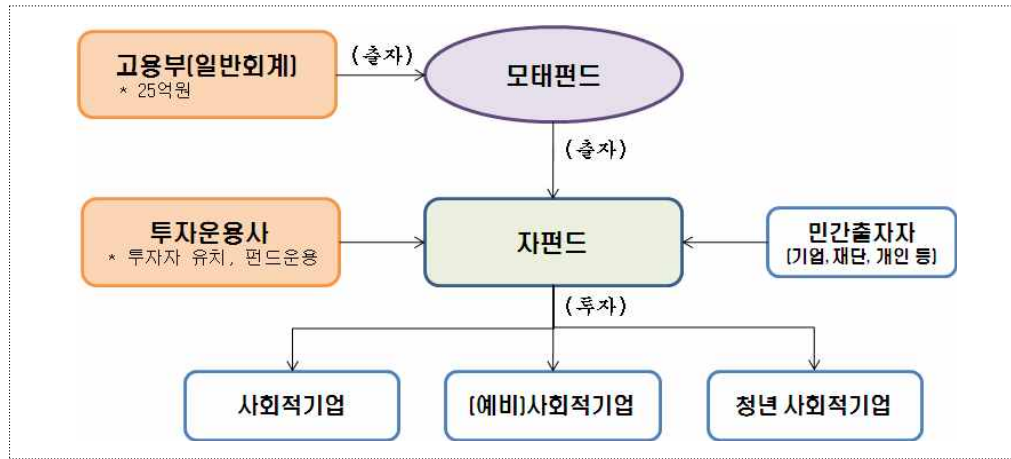 고용부(일반회계)
* 25억원
(출자)
모태펀드
(출자)
투자운용사
* 투자자 유치, 펀드운용
자펀드
민간출자자
(기업,재단, 개인 등)
(투자)
사회적기업
(예비)사회적기업
청년 사회적기업